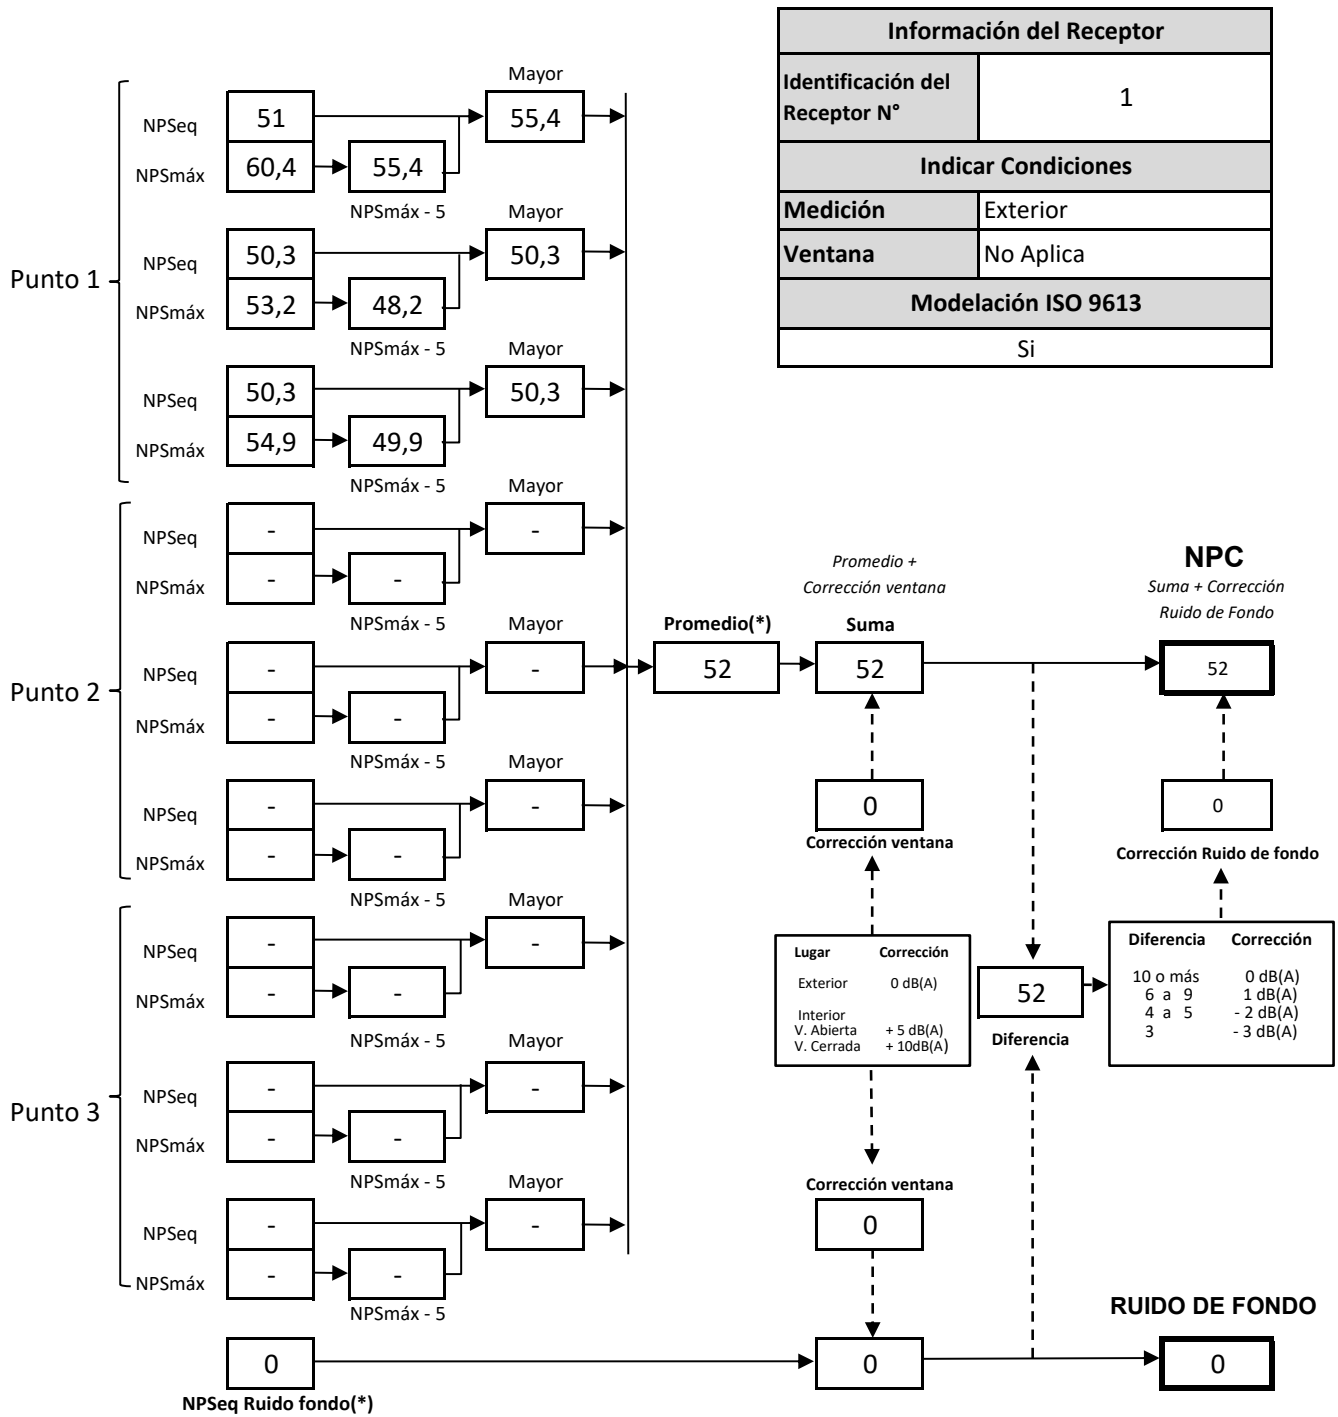 Información del Receptor
Identificación del Receptor N°
1
Indicar Condiciones
Medición Exterior
Ventana No Aplica
Modelación ISO 9613
Si
Punto 1
Mayor
NPSeq 51 55,4
NPSmáx 60,4 55,4
NPSmáx - 5
Mayor
NPSeq 50,3 50,3
NPSmáx 53,2 48,2
NPSmáx - 5
Mayor
NPSeq 50,3 50,3
NPSmáx 54,9 49,9
NPSmáx - 5
Punto 2
Mayor
NPSeq - -
NPSmáx - -
NPSmáx - 5
Mayor
NPSeq - -
NPSmáx - -
NPSmáx - 5
Mayor
NPSeq - -
NPSmáx - -
NPSmáx - 5
Punto 3
Mayor
NPSeq - -
NPSmáx - -
NPSmáx - 5
Mayor
NPSeq - -
NPSmáx - -
NPSmáx - 5
Mayor
NPSeq - -
NPSmáx - -
NPSmáx - 5
0
NPSeq Ruido fondo(*)
Promedio(*)
52
Promedio +
Corrección ventana
Suma
52
0
Corrección ventana
Lugar Corrección
Exterior 0 dB(A)
Interior
V. Abierta + 5 dB(A)
V. Cerrada + 10dB(A)
Corrección ventana
0
0
52
Diferencia
NPC
Suma + Corrección
Ruido de Fondo
52
0
Corrección Ruido de fondo
Diferencia Corrección
10 o más 0 dB(A)
6 a 9 1 dB(A)
4 a 5 - 2 dB(A)
3 - 3 dB(A)
RUIDO DE FONDO
0